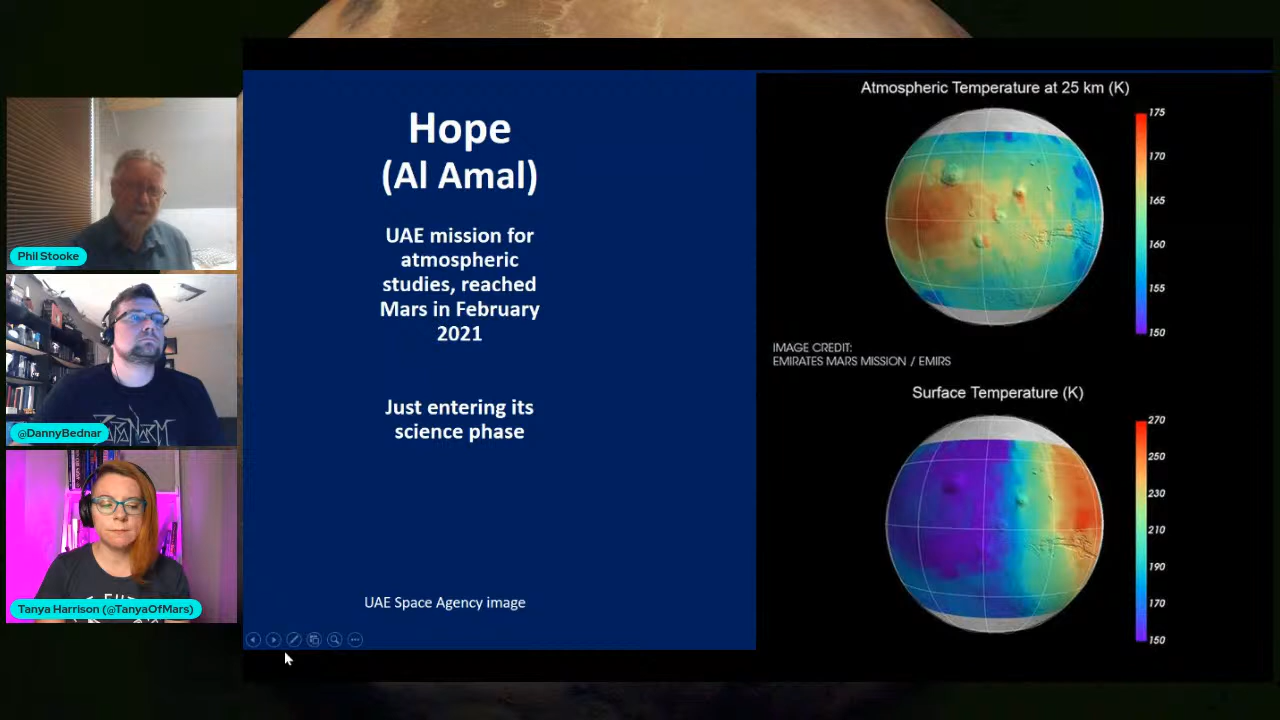 Phil Stooke
@DannyBednar
Tanya Harrison (@TanyaOfMars)
Hope
(Al Amal)
UAE mission for
atmospheric
studies, reached
Mars in February
2021
Just entering its
science phase
UAE Space Agency image
Atmospheric Temperature at 25 km (K)
175
170
165
160
155
150
IMAGE CREDIT:
EMIRATES MARS MISSION / EMIRS
Surface Temperature (K)
270
250
230
210
190
170
150